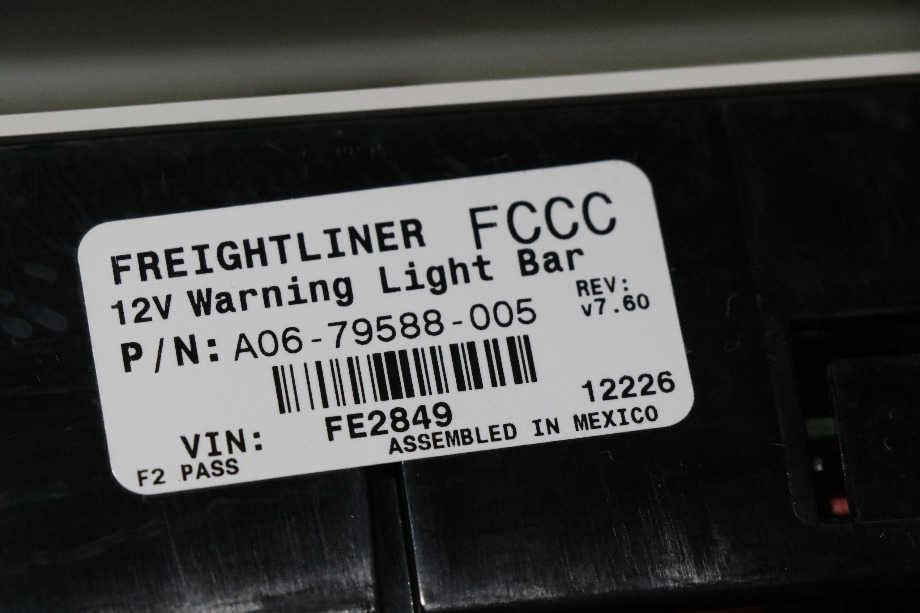 FREIGHTLINER FCCC
12V Warning Light Bar
P/N: A06-79588-005
REV:
v7.60
12226
VIN: FE2849
ASSEMBLED IN MEXICO
F2 PASS